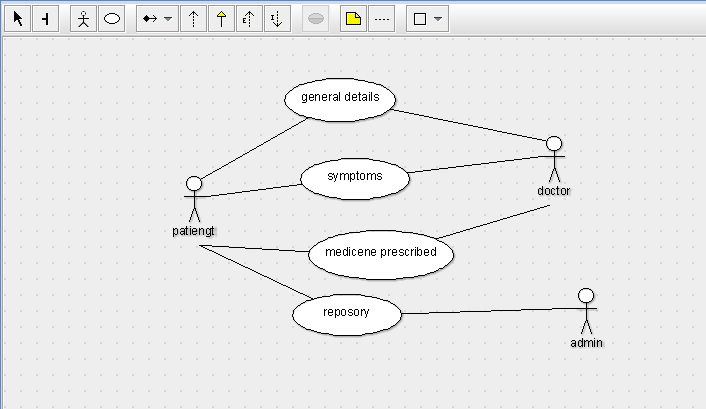 E
I
general details
symptoms
doctor
patiengt
medicene prescribed
reposory
admin